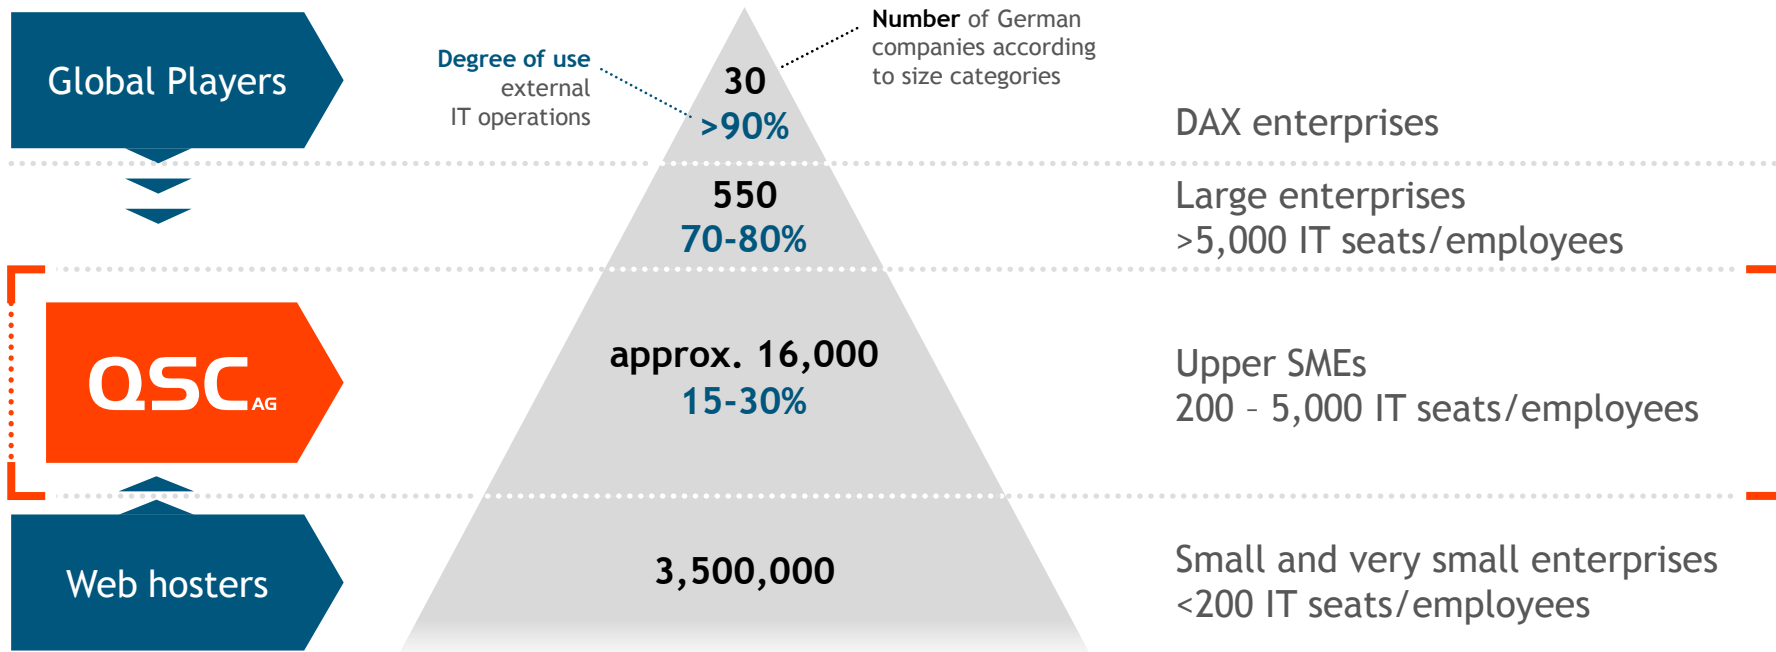 Global Players
Degree of use
external
IT operations
Number of German
companies according
to size categories
30
>90%
DAX enterprises
550
70-80%
Large enterprises
>5,000 IT seats/employees
QSC AG
approx. 16,000
15-30%
Upper SMEs
200 – 5,000 IT seats/employees
Web hosters
3,500,000
Small and very small enterprises
<200 IT seats/employees